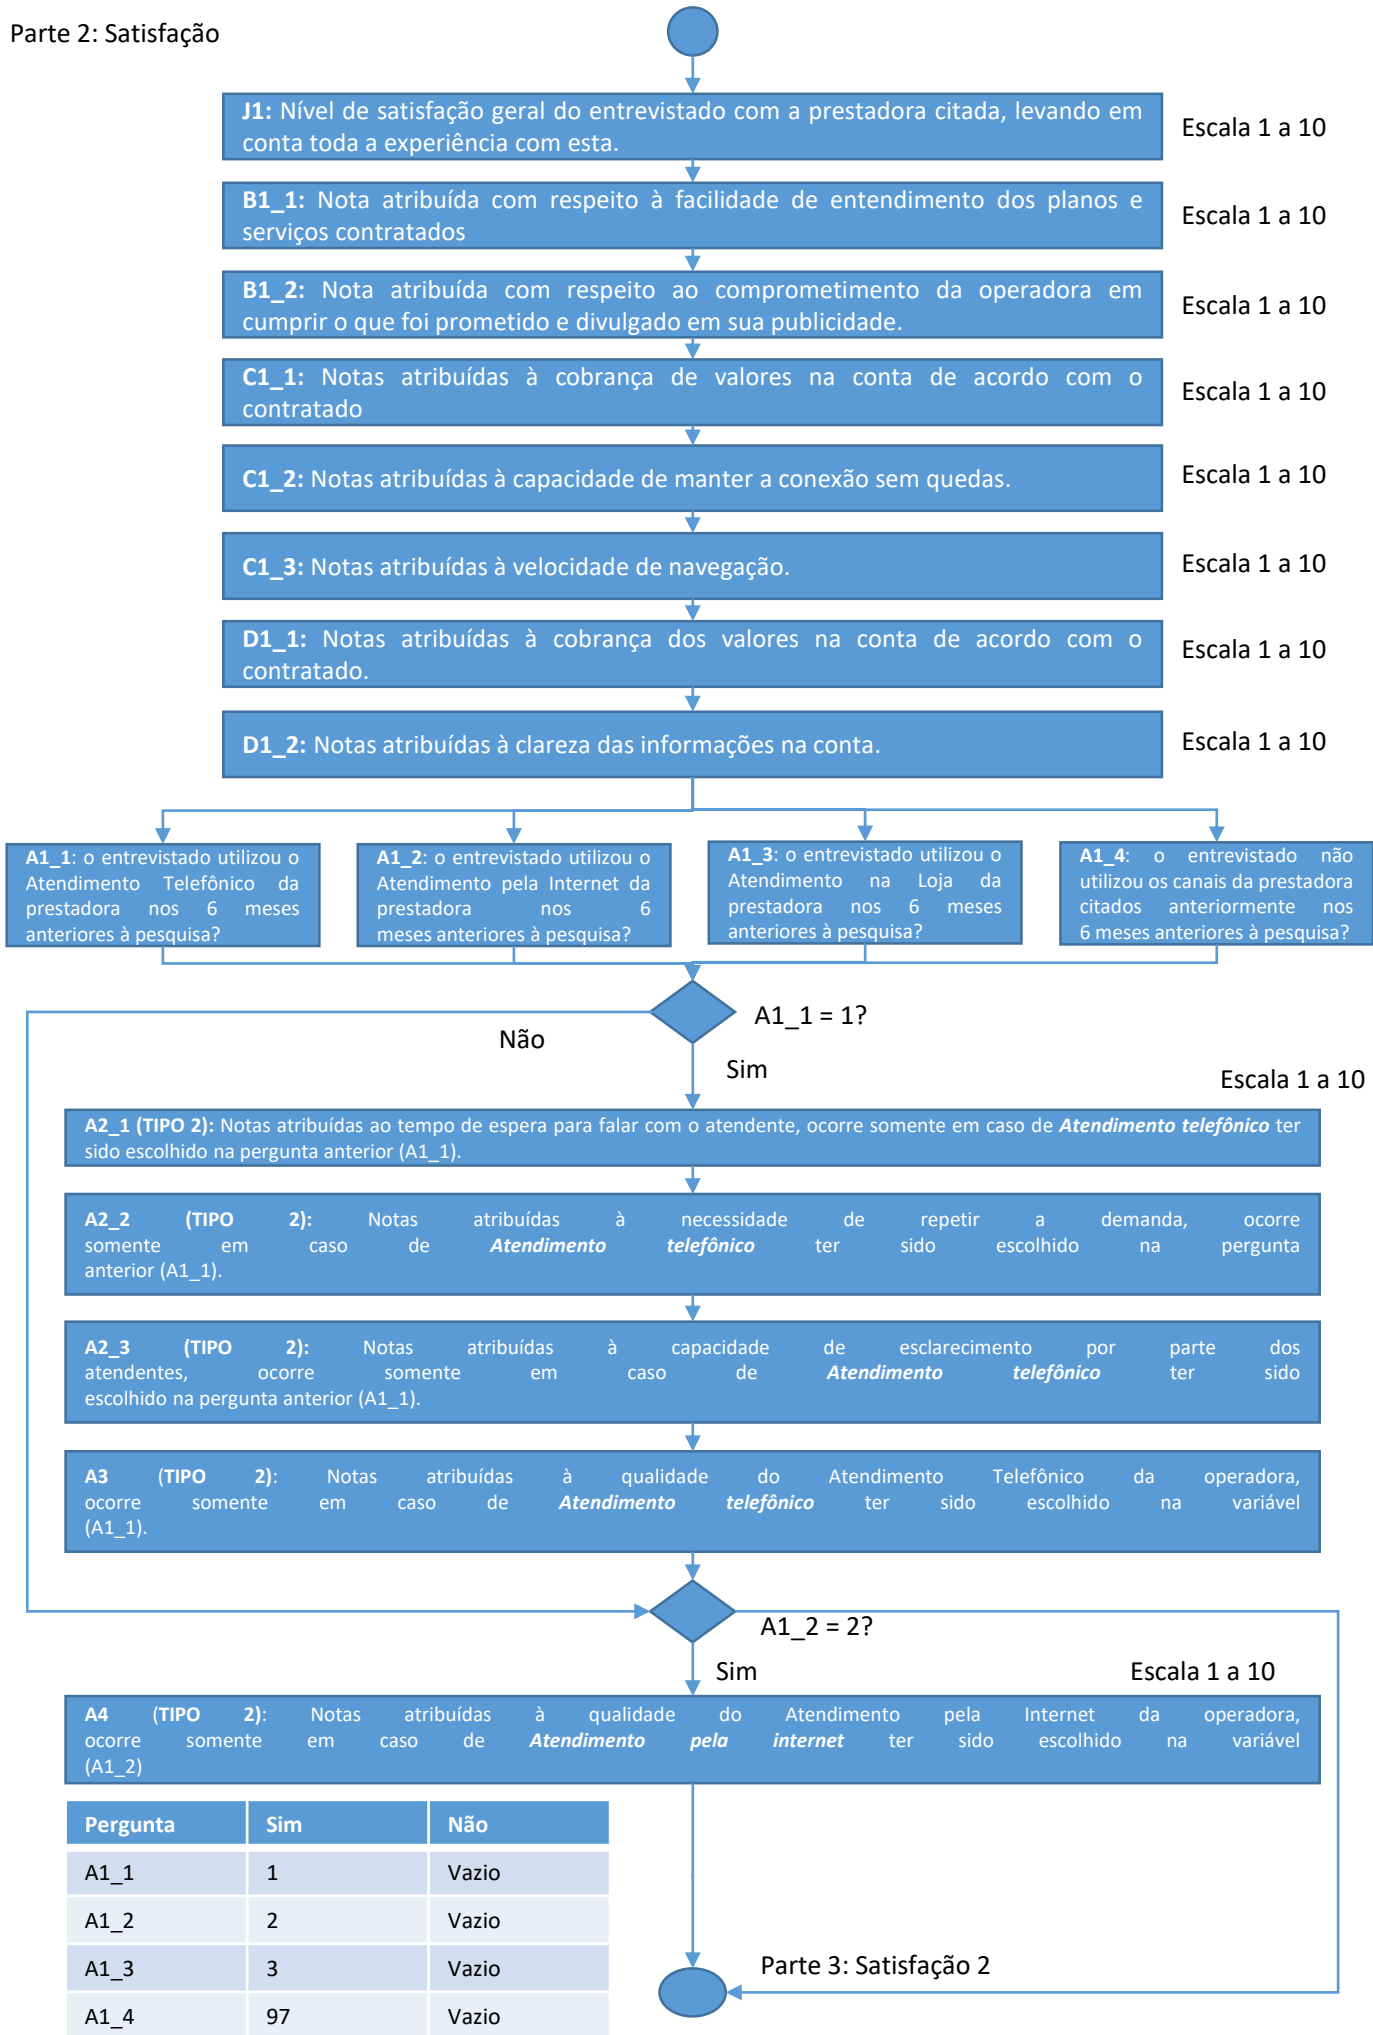 Parte 2: Satisfação
J1: Nível de satisfação geral do entrevistado com a prestadora citada, levando em
conta toda a experiência com esta.
Escala 1 a 10
B1_1: Nota atribuída com respeito à facilidade de entendimento dos planos e
serviços contratados
Escala 1 a 10
B1_2: Nota atribuída com respeito ao comprometimento da operadora em
cumprir o que foi prometido e divulgado em sua publicidade.
Escala 1 a 10
C1_1: Notas atribuídas à cobrança de valores na conta de acordo com o
contratado
Escala 1 a 10
C1_2: Notas atribuídas à capacidade de manter a conexão sem quedas.
Escala 1 a 10
C1_3: Notas atribuídas à velocidade de navegação.
Escala 1 a 10
D1_1: Notas atribuídas à cobrança dos valores na conta de acordo com o
contratado.
Escala 1 a 10
D1_2: Notas atribuídas à clareza das informações na conta.
Escala 1 a 10
A1_1: o entrevistado utilizou o
Atendimento Telefônico da
prestadora nos 6 meses
anteriores à pesquisa?
A1_2: o entrevistado utilizou o
Atendimento pela Internet da
prestadora nos 6
meses anteriores à pesquisa?
A1_3: o entrevistado utilizou o
Atendimento na Loja da
prestadora nos 6 meses
anteriores à pesquisa?
A1_4: o entrevistado não
utilizou os canais da prestadora
citados anteriormente nos
6 meses anteriores à pesquisa?
A1_1 = 1?
Não
Sim
Escala 1 a 10
A2_1 (TIPO 2): Notas atribuídas ao tempo de espera para falar com o atendente, ocorre somente em caso de Atendimento telefônico ter
sido escolhido na pergunta anterior (A1_1).
A2_2 (TIPO 2): Notas atribuídas à necessidade de repetir a demanda, ocorre
somente em caso de Atendimento telefônico ter sido escolhido na pergunta
anterior (A1_1).
A2_3 (TIPO 2): Notas atribuídas à capacidade de esclarecimento por parte dos
atendentes, ocorre somente em caso de Atendimento telefônico ter sido
escolhido na pergunta anterior (A1_1).
A3 (TIPO 2): Notas atribuídas à qualidade do Atendimento Telefônico da operadora,
ocorre somente em caso de Atendimento telefônico ter sido escolhido na variável
(A1_1).
A1_2 = 2?
Sim
Escala 1 a 10
A4 (TIPO 2): Notas atribuídas à qualidade do Atendimento pela Internet da operadora,
ocorre somente em caso de Atendimento pela internet ter sido escolhido na variável
(A1_2)
Pergunta Sim Não
A1_1 1 Vazio
A1_2 2 Vazio
A1_3 3 Vazio
A1_4 97 Vazio
Parte 3: Satisfação 2